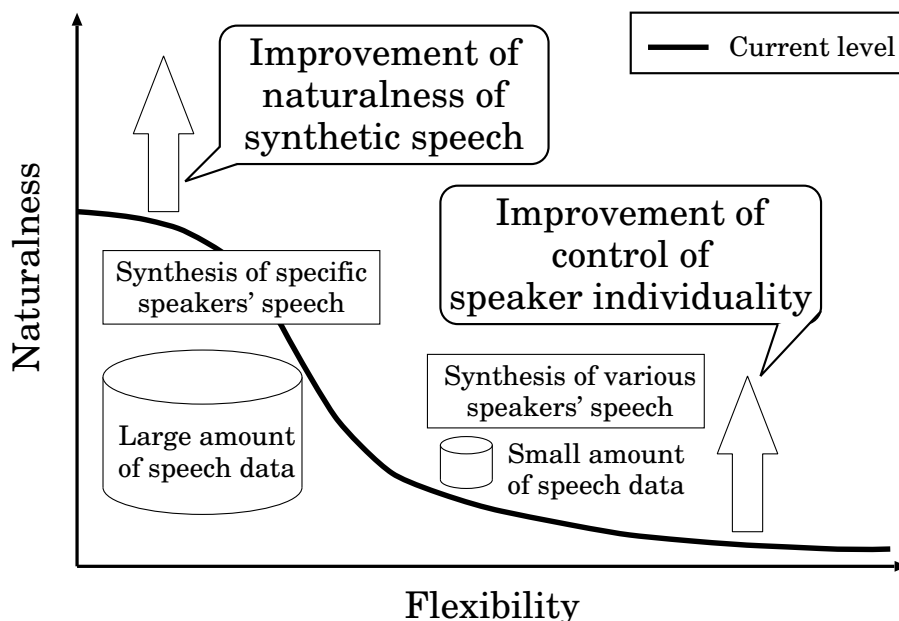 Improvement of
naturalness of
synthetic speech
Current level
Naturalness
Improvement of
control of
speaker individuality
Synthesis of specific
speakers’ speech
Large amount
of speech data
Synthesis of various
speakers’ speech
Small amount
of speech data
Flexibility